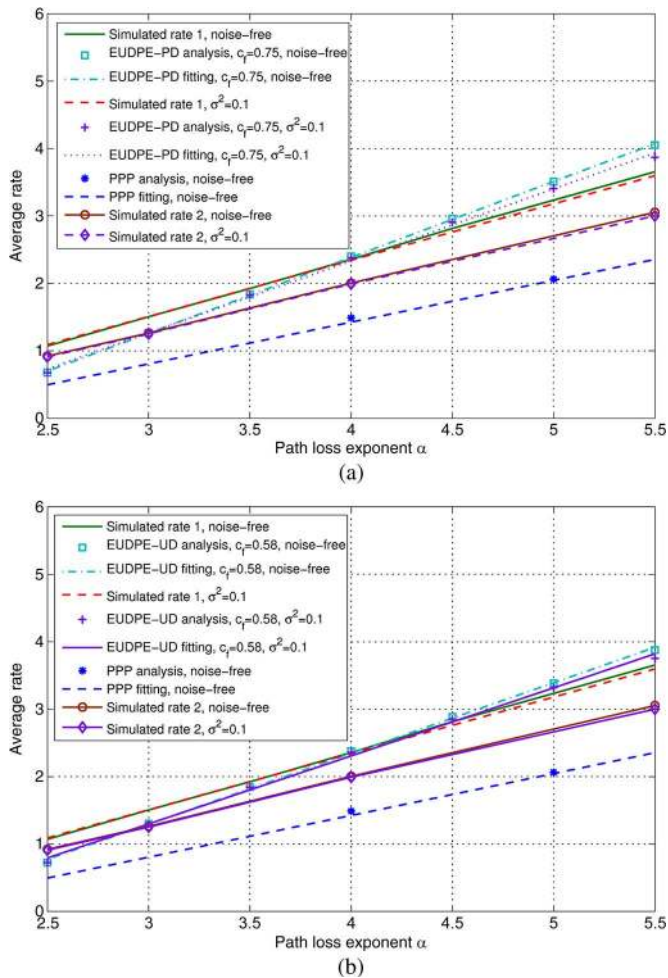 6
5
4
3
2
1
0
Average rate
Simulated rate 1, noise−free
EUDPE−PD analysis, c_f=0.75, noise−free
EUDPE−PD fitting, c_f=0.75, noise−free
Simulated rate 1, σ²=0.1
EUDPE−PD analysis, c_f=0.75, σ²=0.1
EUDPE−PD fitting, c_f=0.75, σ²=0.1
PPP analysis, noise−free
PPP fitting, noise−free
Simulated rate 2, noise−free
Simulated rate 2, σ²=0.1
2.5 3 3.5 4 4.5 5 5.5
Path loss exponent α
(a)
6
5
4
3
2
1
0
Average rate
Simulated rate 1, noise−free
EUDPE−UD analysis, c_f=0.58, noise−free
EUDPE−UD fitting, c_f=0.58, noise−free
Simulated rate 1, σ²=0.1
EUDPE−UD analysis, c_f=0.58, σ²=0.1
EUDPE−UD fitting, c_f=0.58, σ²=0.1
PPP analysis, noise−free
PPP fitting, noise−free
Simulated rate 2, noise−free
Simulated rate 2, σ²=0.1
2.5 3 3.5 4 4.5 5 5.5
Path loss exponent α
(b)